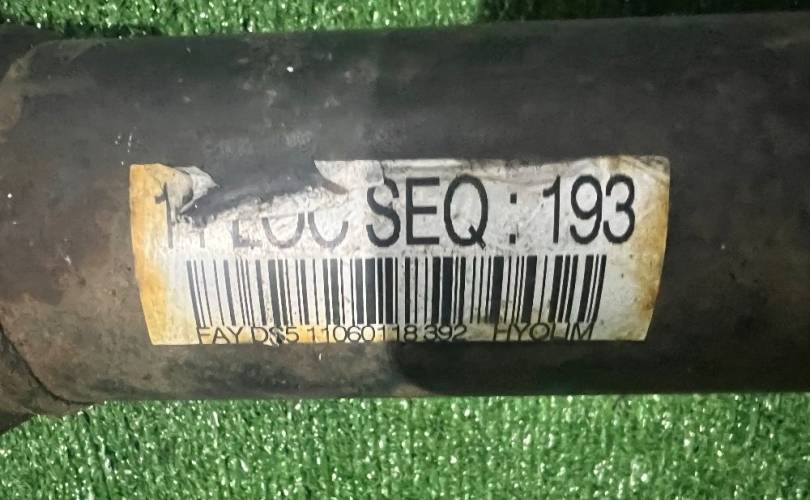 SEQ : 193
FAY DS5 11060118 392 HYOLIM